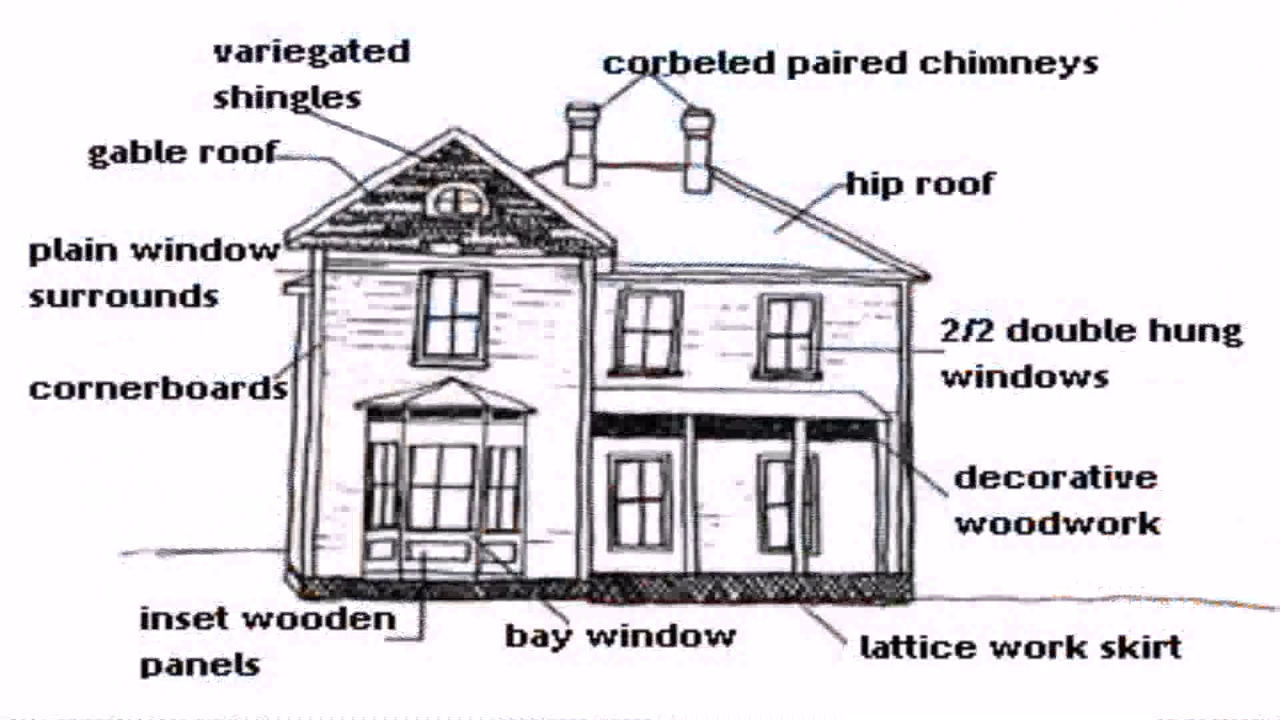 variegated
shingles
corbeled paired chimneys
gable roof
hip roof
plain window
surrounds
2/2 double hung
windows
cornerboards
decorative
woodwork
inset wooden
panels
bay window
lattice work skirt